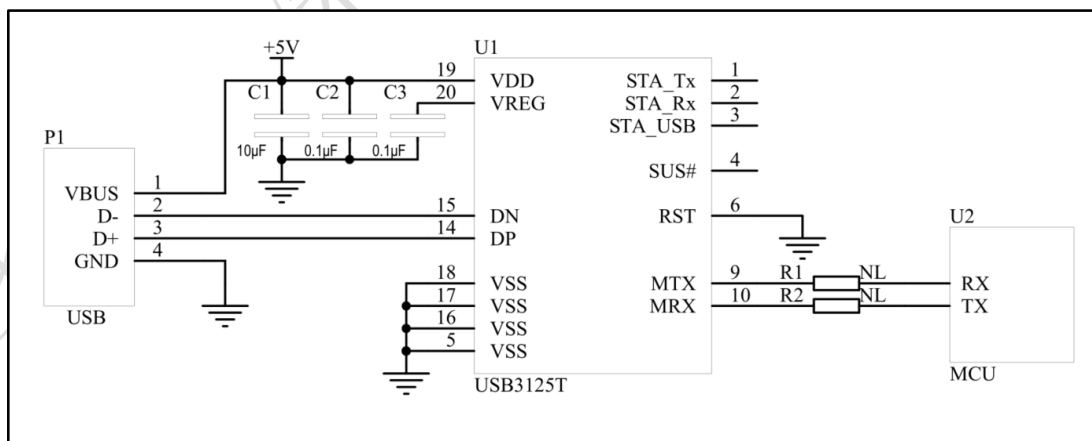 U1
+5V
19 VDD STA_Tx 1
C1 C2 C3 20 VREG STA_Rx 2
STA_USB 3
P1 10μF 0.1μF 0.1μF
SUS# 4
VBUS 1
D- 2 15 DN RST 6 U2
D+ 3 14 DP
GND 4
18 VSS MTX 9 R1 NL RX
USB 17 VSS MRX 10 R2 NL TX
16 VSS
5 VSS
USB3125T MCU